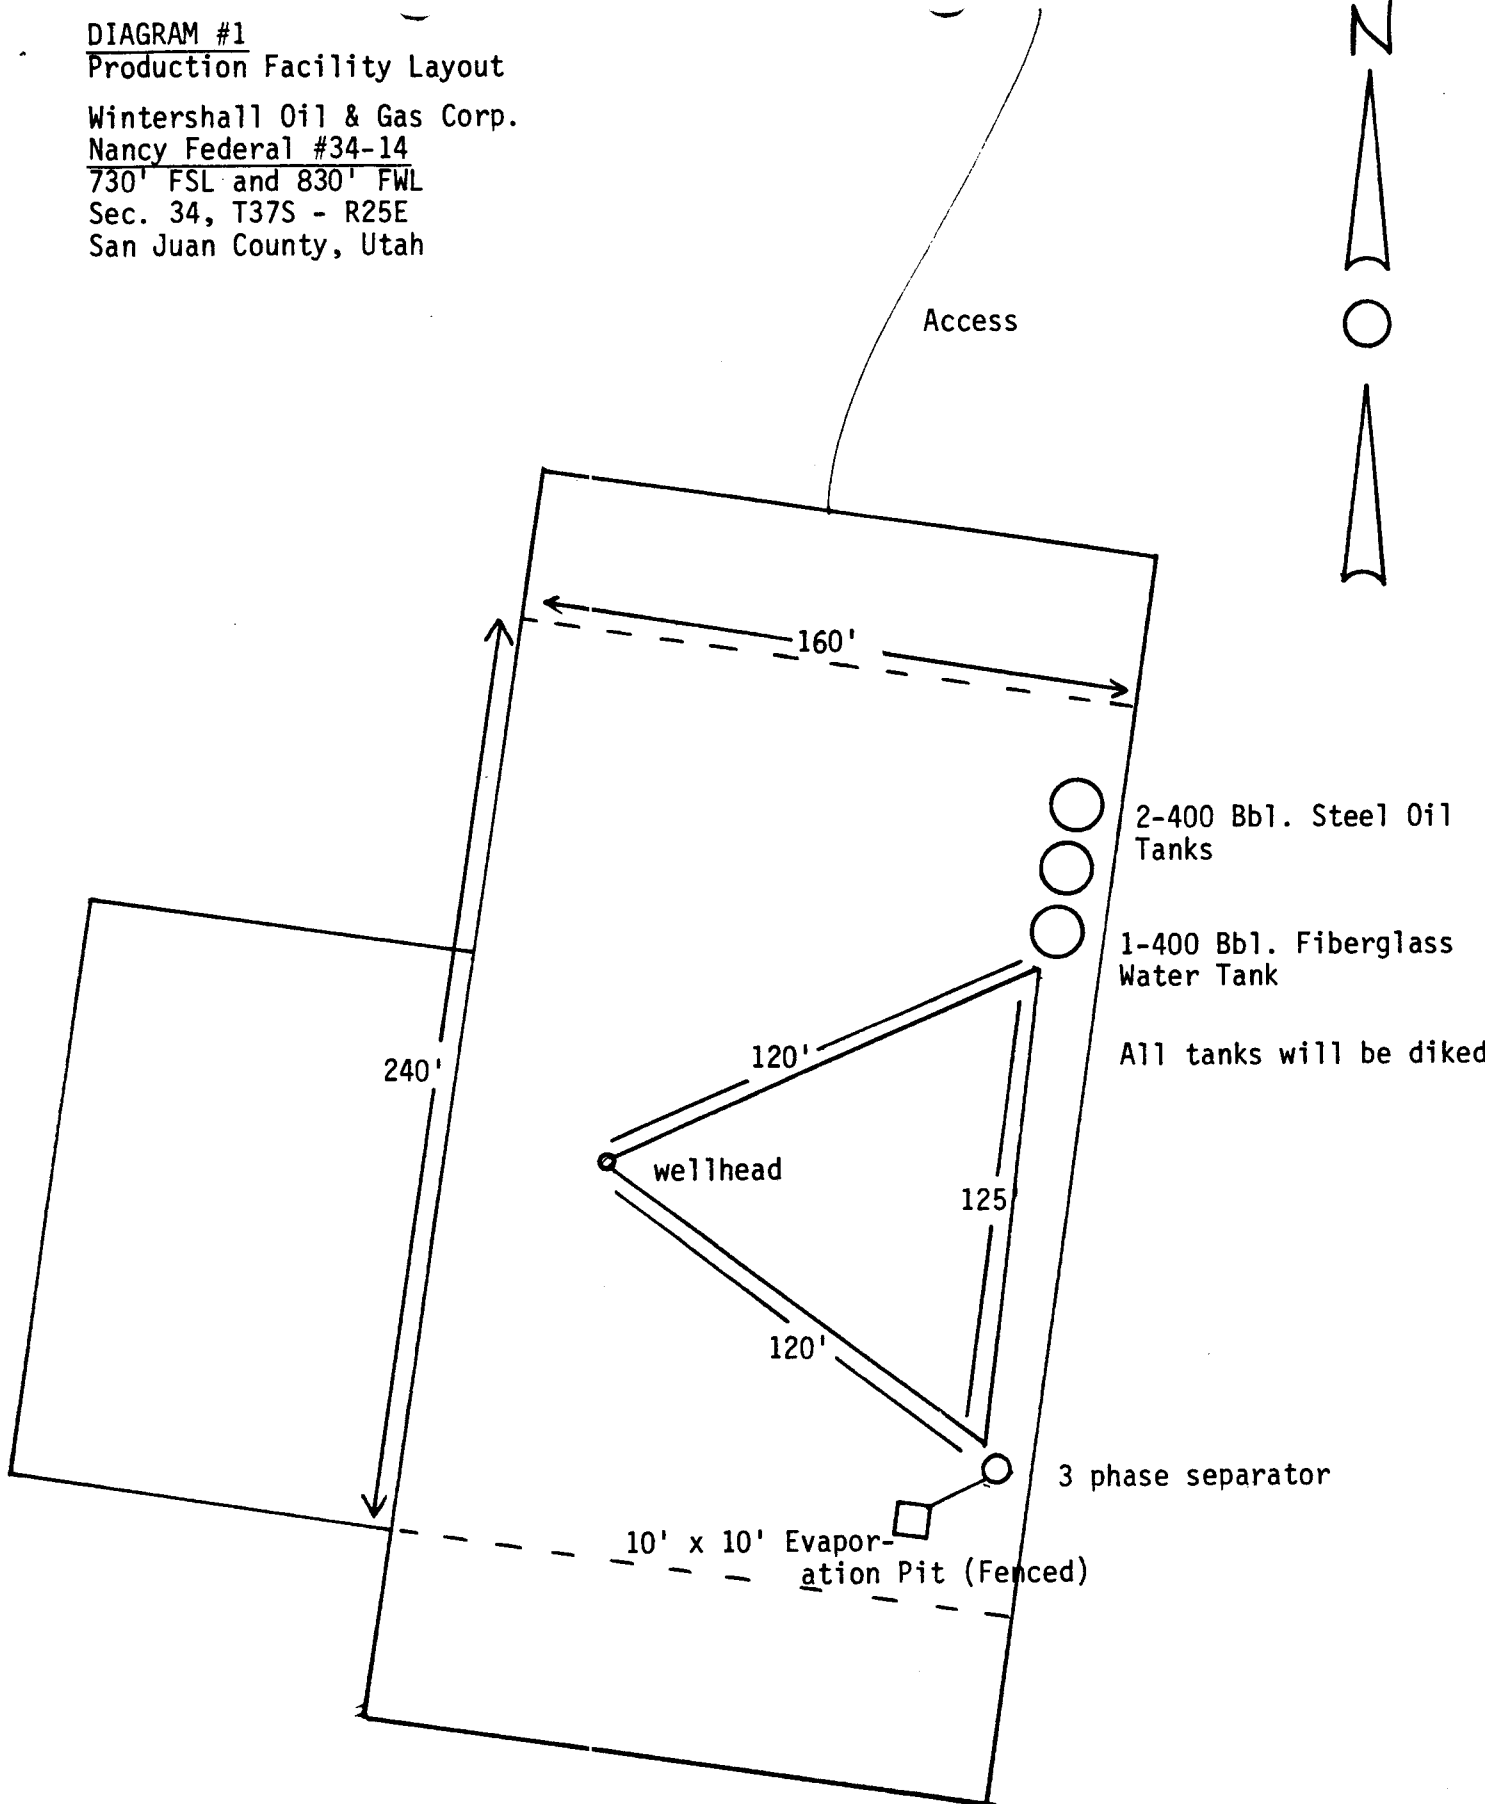 DIAGRAM #1
Production Facility Layout
Wintershall Oil & Gas Corp.
Nancy Federal #34-14
730' FSL and 830' FWL
Sec. 34, T37S - R25E
San Juan County, Utah
N
Access
160'
2-400 Bbl. Steel Oil
Tanks
1-400 Bbl. Fiberglass
Water Tank
All tanks will be diked
120'
240'
wellhead
125'
120'
3 phase separator
10' x 10' Evapor-
ation Pit (Fenced)